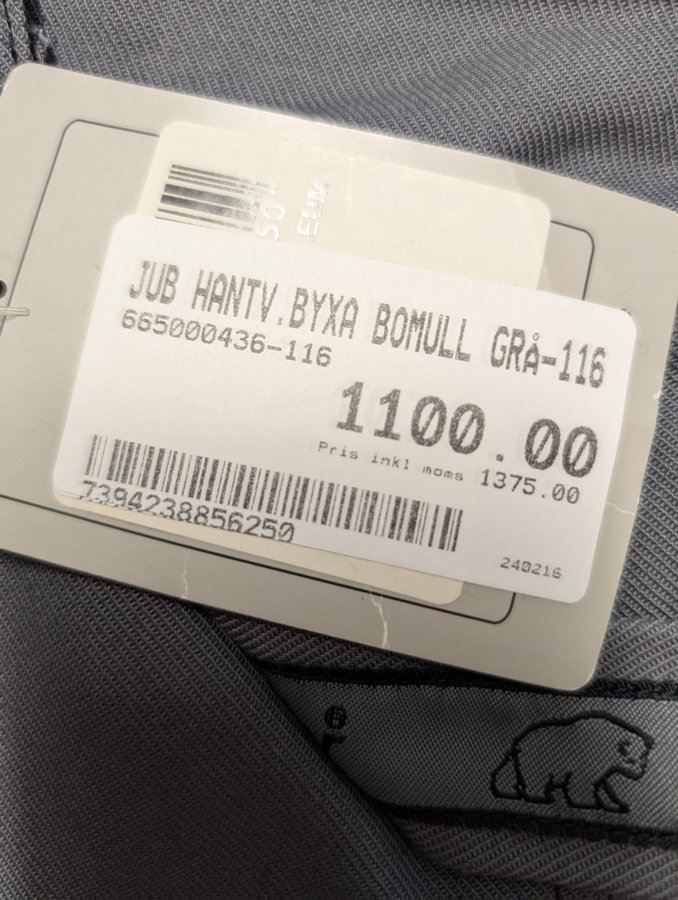 JUB HANTV.BYXA BOMULL GRÅ-116
665000436-116
1100.00
Pris inkl moms 1375.00
7394238856250
240216
®